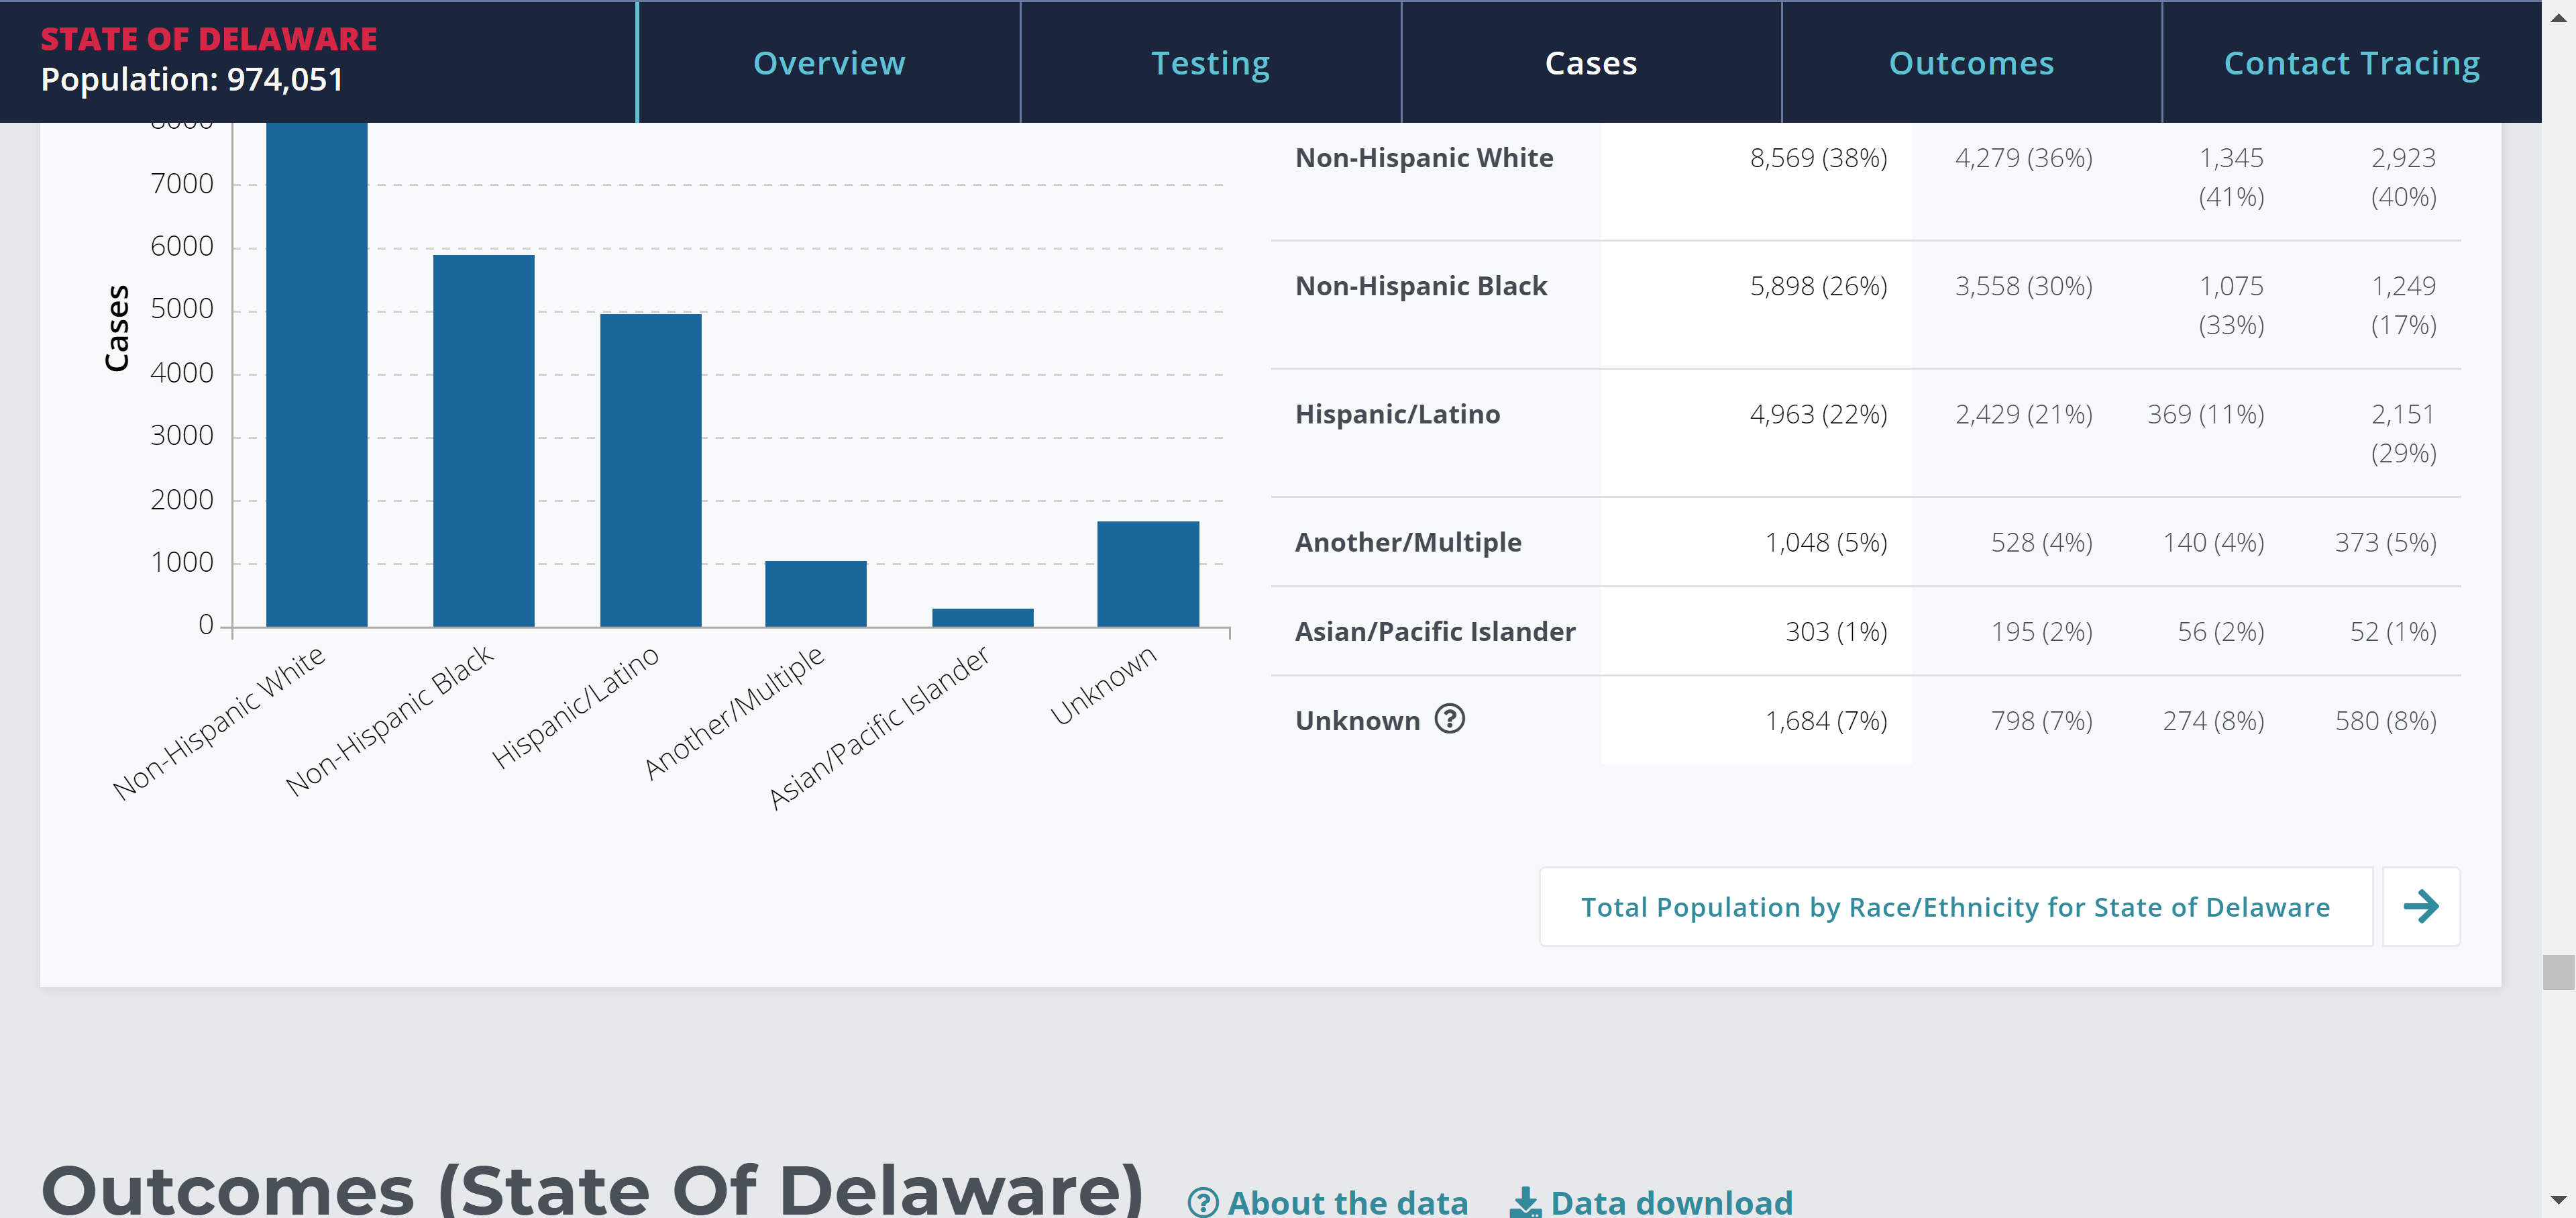 STATE OF DELAWARE
Population: 974,051
Overview
Testing
Cases
Outcomes
Contact Tracing
8000
7000
6000
5000
4000
3000
2000
1000
0
Cases
Non-Hispanic White
Non-Hispanic Black
Hispanic/Latino
Another/Multiple
Asian/Pacific Islander
Unknown
Non-Hispanic White 8,569 (38%) 4,279 (36%) 1,345 2,923
(41%) (40%)
Non-Hispanic Black 5,898 (26%) 3,558 (30%) 1,075 1,249
(33%) (17%)
Hispanic/Latino 4,963 (22%) 2,429 (21%) 369 (11%) 2,151
(29%)
Another/Multiple 1,048 (5%) 528 (4%) 140 (4%) 373 (5%)
Asian/Pacific Islander 303 (1%) 195 (2%) 56 (2%) 52 (1%)
Unknown ? 1,684 (7%) 798 (7%) 274 (8%) 580 (8%)
Total Population by Race/Ethnicity for State of Delaware
Outcomes (State Of Delaware) ? About the data Data download